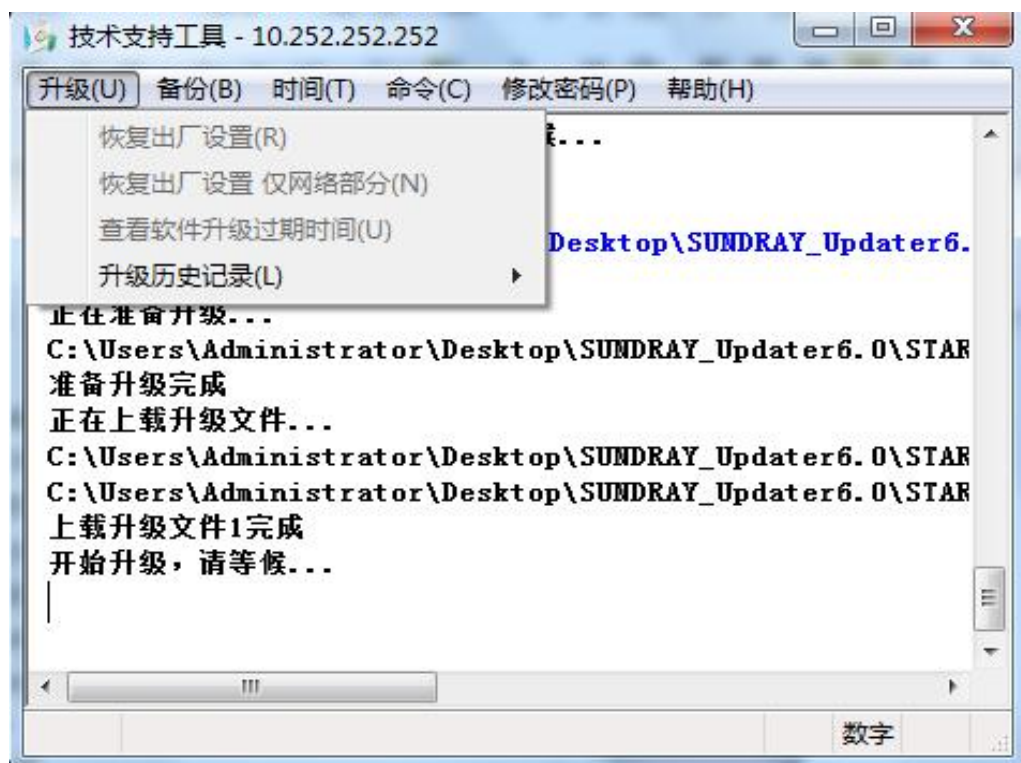 技术支持工具 - 10.252.252.252
升级(U) 备份(B) 时间(T) 命令(C) 修改密码(P) 帮助(H)
恢复出厂设置(R)
...
恢复出厂设置 仅网络部分(N)
查看软件升级过期时间(U)
Desktop\SUNDRAY_Updater6.
升级历史记录(L)
正在准备升级...
C:\Users\Administrator\Desktop\SUNDRAY_Updater6.0\STAR
准备升级完成
正在上载升级文件...
C:\Users\Administrator\Desktop\SUNDRAY_Updater6.0\STAR
C:\Users\Administrator\Desktop\SUNDRAY_Updater6.0\STAR
上载升级文件1完成
开始升级，请等候...
数字